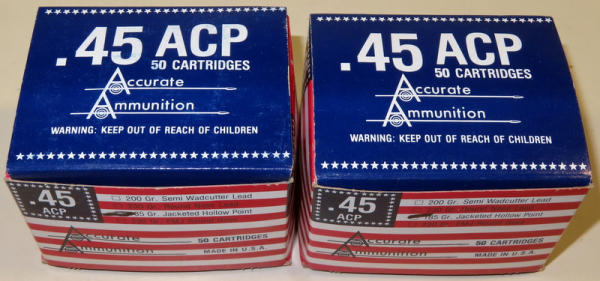 .45 ACP
50 CARTRIDGES
Accurate
Ammunition
WARNING: KEEP OUT OF REACH OF CHILDREN
.45
ACP
200 Gr. Semi Wadcutter Lead
185 Gr. Jacketed Hollow Point
Accurate
Ammunition
50 CARTRIDGES
MADE IN U.S.A.
.45 ACP
50 CARTRIDGES
Accurate
Ammunition
WARNING: KEEP OUT OF REACH OF CHILDREN
.45
ACP
200 Gr. Semi Wadcutter Lead
185 Gr. Jacketed Hollow Point
Accurate
Ammunition
50 CARTRIDGES
MADE IN U.S.A.